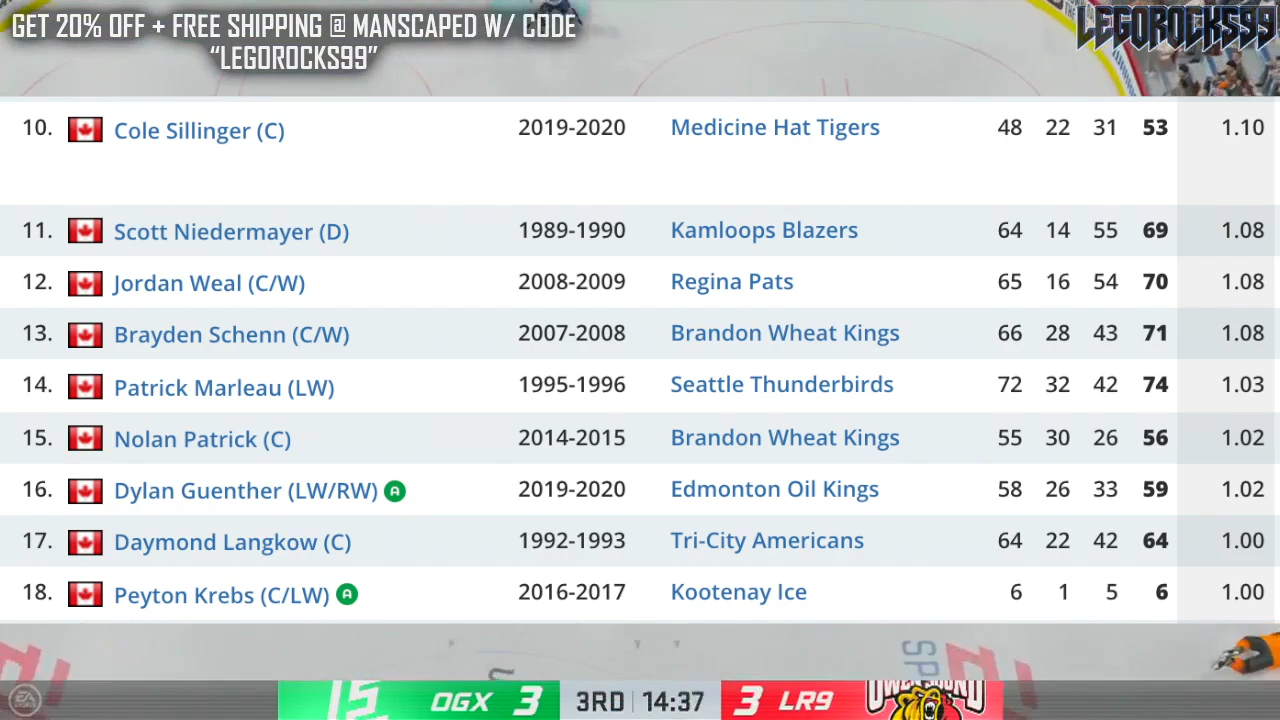 GET 20% OFF + FREE SHIPPING @ MANSCAPED W/ CODE
"LEGOROCKS99"
LEGOROCKS99
10. Cole Sillinger (C) 2019-2020 Medicine Hat Tigers 48 22 31 53 1.10
11. Scott Niedermayer (D) 1989-1990 Kamloops Blazers 64 14 55 69 1.08
12. Jordan Weal (C/W) 2008-2009 Regina Pats 65 16 54 70 1.08
13. Brayden Schenn (C/W) 2007-2008 Brandon Wheat Kings 66 28 43 71 1.08
14. Patrick Marleau (LW) 1995-1996 Seattle Thunderbirds 72 32 42 74 1.03
15. Nolan Patrick (C) 2014-2015 Brandon Wheat Kings 55 30 26 56 1.02
16. Dylan Guenther (LW/RW) A 2019-2020 Edmonton Oil Kings 58 26 33 59 1.02
17. Daymond Langkow (C) 1992-1993 Tri-City Americans 64 22 42 64 1.00
18. Peyton Krebs (C/LW) A 2016-2017 Kootenay Ice 6 1 5 6 1.00
SP
EA SPORTS
OGX 3 3RD 14:37 3 LR9 OWEN SOUND